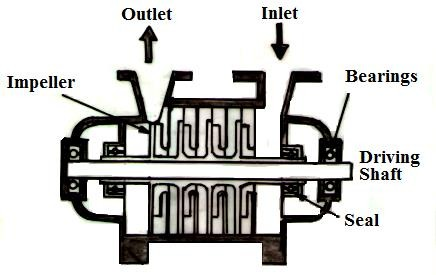 Outlet
Inlet
Impeller
Bearings
Driving
Shaft
Seal